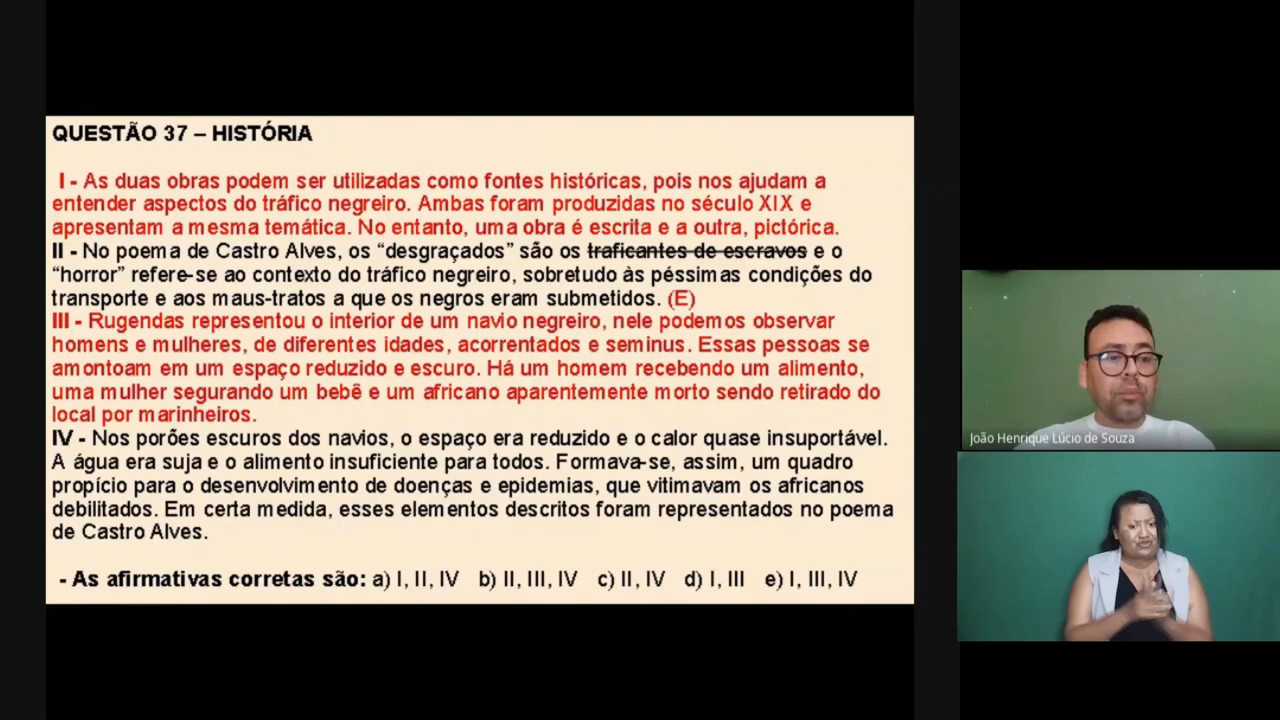 QUESTÃO 37 – HISTÓRIA
I - As duas obras podem ser utilizadas como fontes históricas, pois nos ajudam a
entender aspectos do tráfico negreiro. Ambas foram produzidas no século XIX e
apresentam a mesma temática. No entanto, uma obra é escrita e a outra, pictórica.
II - No poema de Castro Alves, os “desgraçados” são os traficantes de escravos e o
“horror” refere-se ao contexto do tráfico negreiro, sobretudo às péssimas condições do
transporte e aos maus-tratos a que os negros eram submetidos. (E)
III - Rugendas representou o interior de um navio negreiro, nele podemos observar
homens e mulheres, de diferentes idades, acorrentados e seminus. Essas pessoas se
amontoam em um espaço reduzido e escuro. Há um homem recebendo um alimento,
uma mulher segurando um bebê e um africano aparentemente morto sendo retirado do
local por marinheiros.
IV - Nos porões escuros dos navios, o espaço era reduzido e o calor quase insuportável.
A água era suja e o alimento insuficiente para todos. Formava-se, assim, um quadro
propício para o desenvolvimento de doenças e epidemias, que vitimavam os africanos
debilitados. Em certa medida, esses elementos descritos foram representados no poema
de Castro Alves.
- As afirmativas corretas são: a) I, II, IV b) II, III, IV c) II, IV d) I, III e) I, III, IV
João Henrique Lúcio de Souza